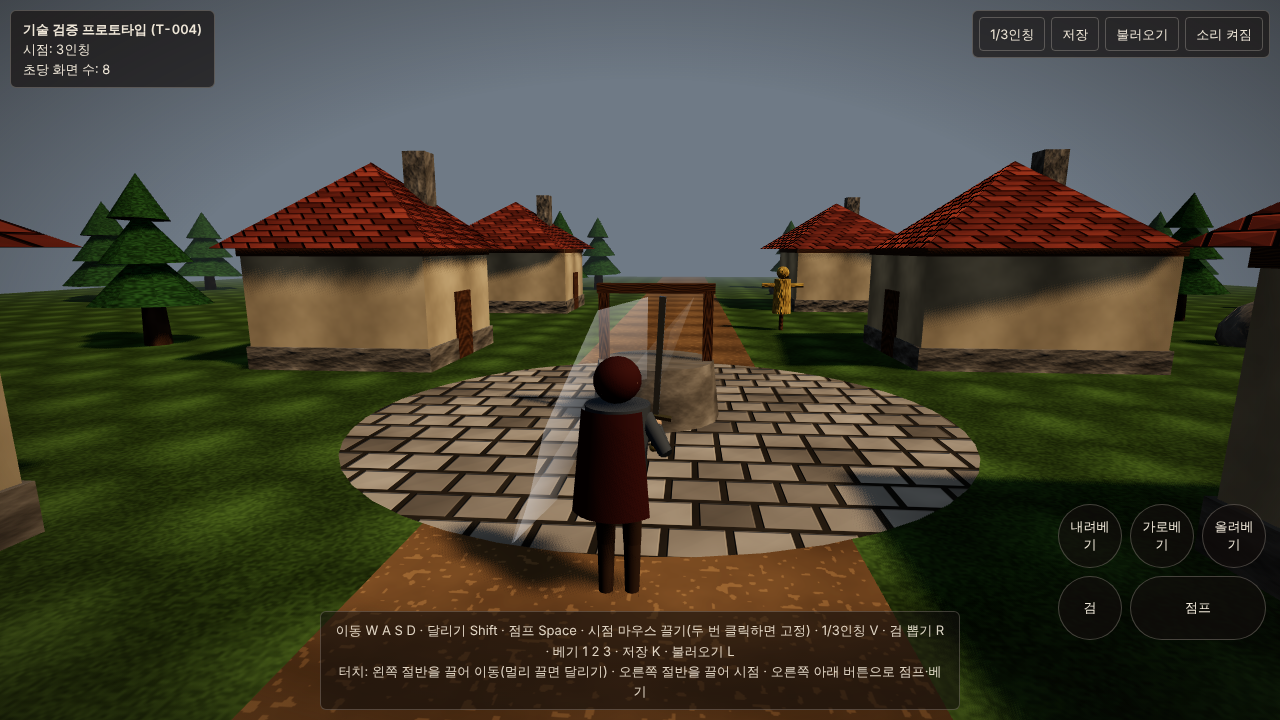 기술 검증 프로토타입 (T-004)
시점: 3인칭
초당 화면 수: 8
1/3인칭
저장
불러오기
소리 켜짐
내려베
기
가로베
기
올려베
기
검
점프
이동 W A S D · 달리기 Shift · 점프 Space · 시점 마우스 끌기(두 번 클릭하면 고정) · 1/3인칭 V · 검 뽑기 R
· 베기 1 2 3 · 저장 K · 불러오기 L
터치: 왼쪽 절반을 끌어 이동(멀리 끌면 달리기) · 오른쪽 절반을 끌어 시점 · 오른쪽 아래 버튼으로 점프·베
기